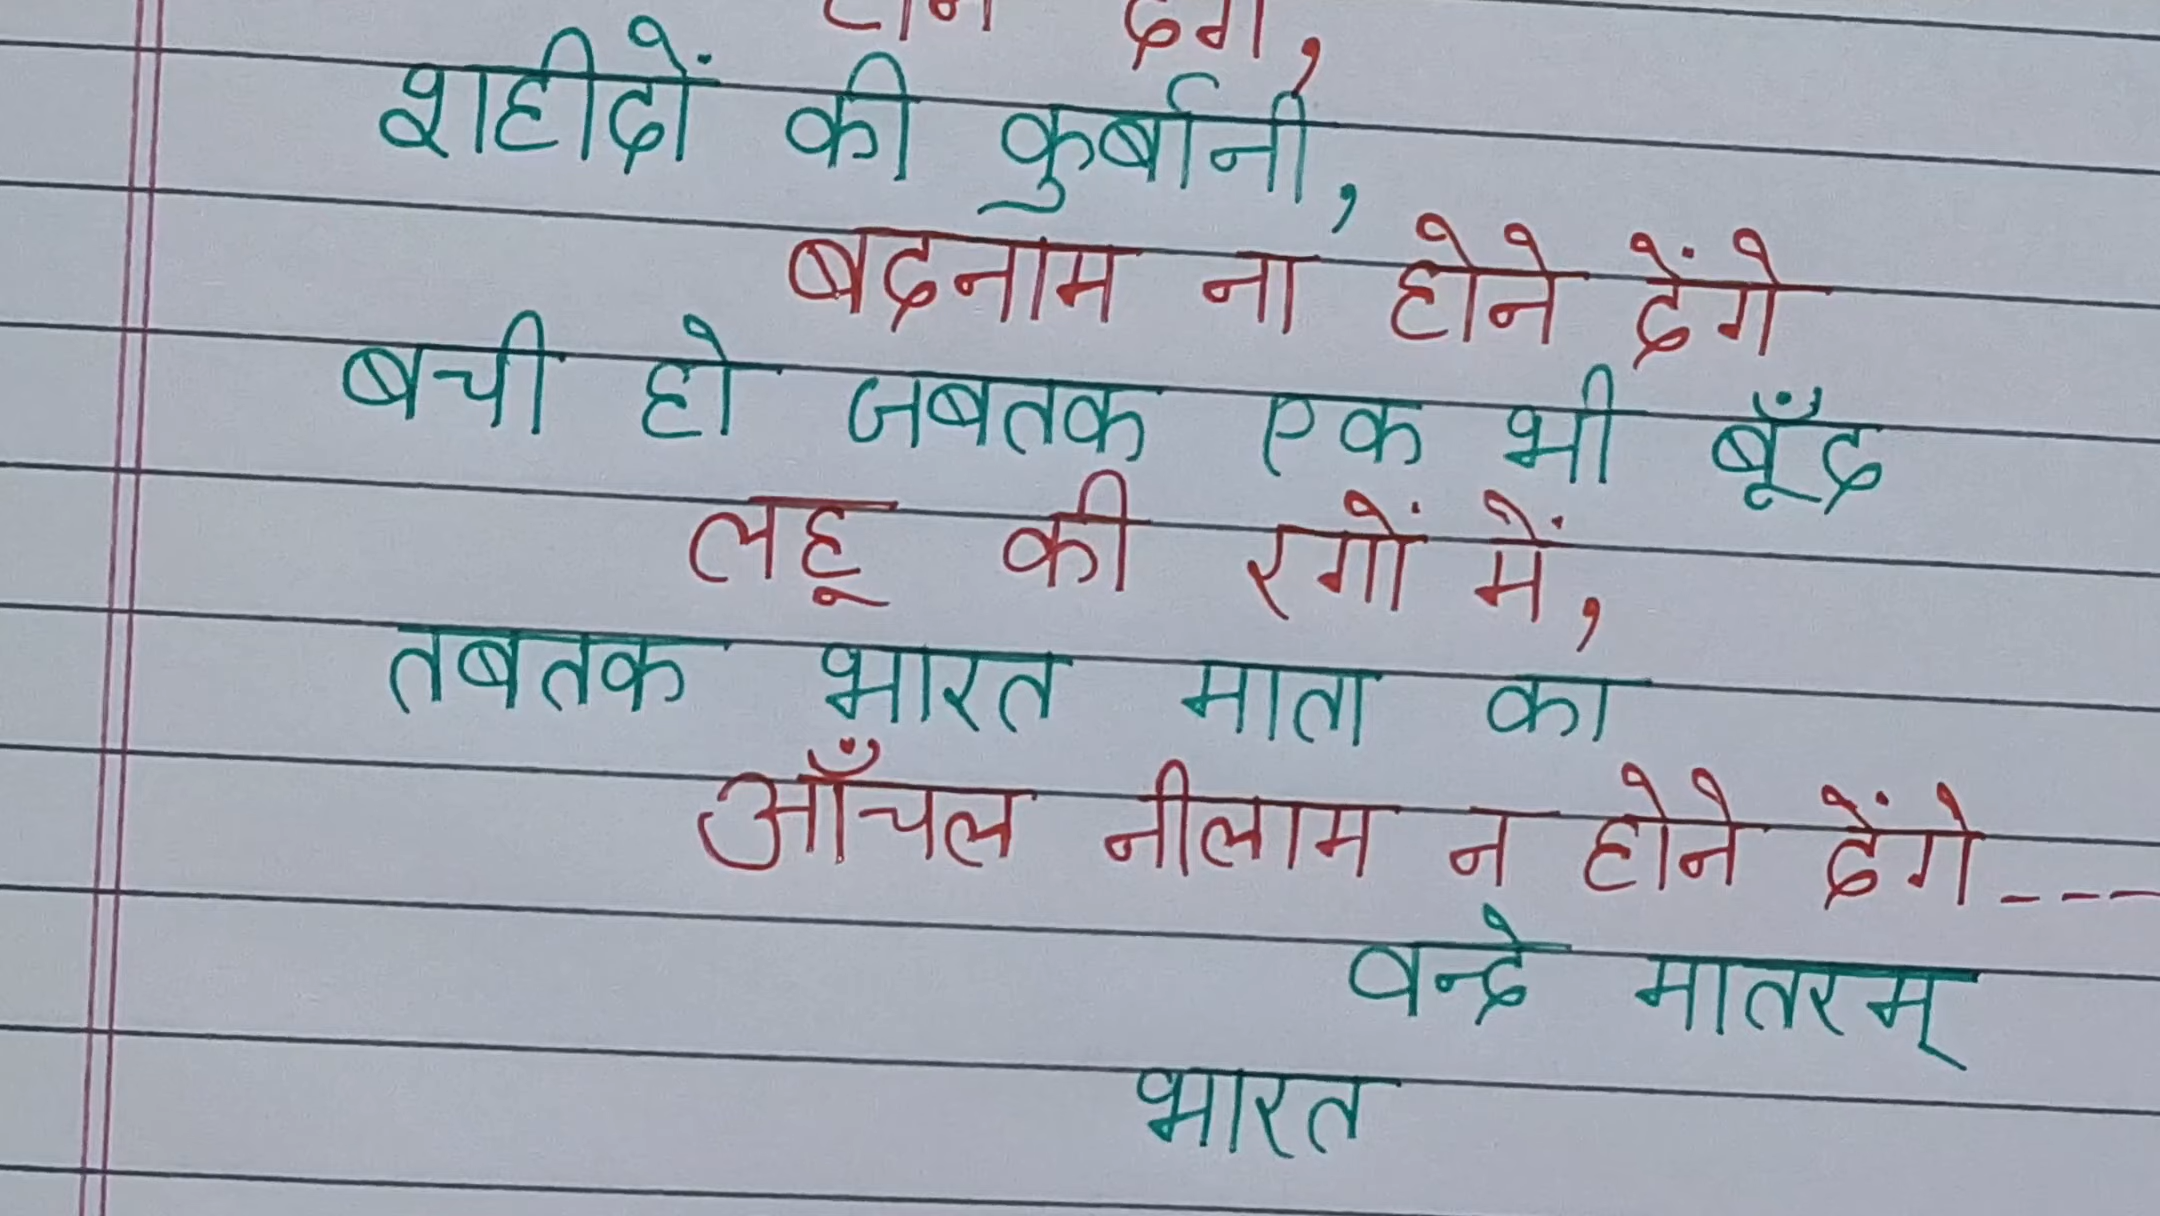 शहीदों की कुर्बानी,
बदनाम ना होने देंगे
बची हो जबतक एक भी बूँद
लहू की रगों में,
तबतक भारत माता का
आँचल नीलाम न होने देंगे----
वन्दे मातरम्
भारत